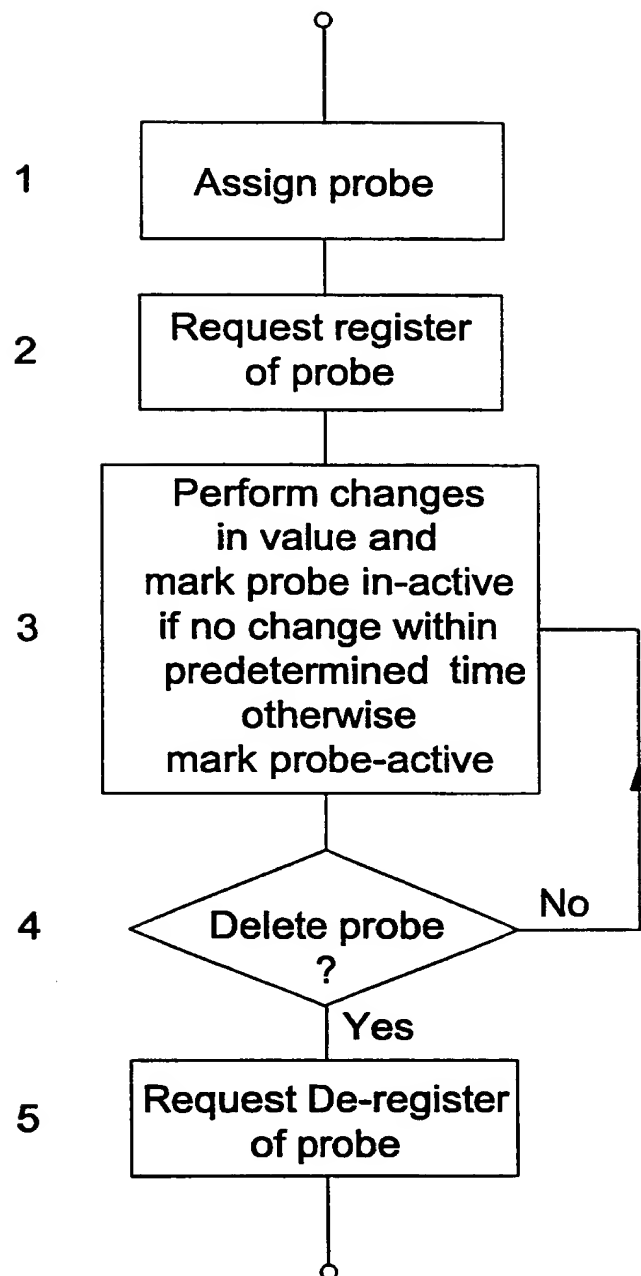 1
Assign probe
2
Request register
of probe
3
Perform changes
in value and
mark probe in-active
if no change within
predetermined time
otherwise
mark probe-active
4
Delete probe
?
No
Yes
5
Request De-register
of probe